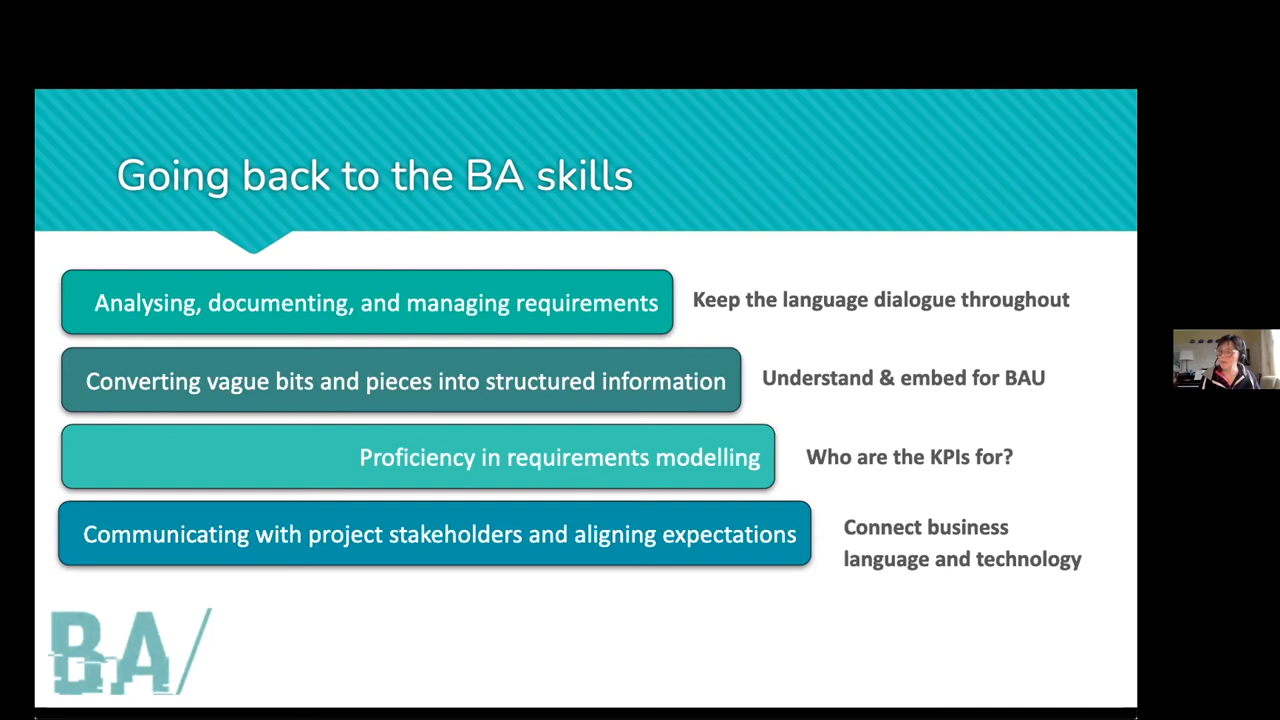 Going back to the BA skills
Analysing, documenting, and managing requirements
Keep the language dialogue throughout
Converting vague bits and pieces into structured information
Understand & embed for BAU
Proficiency in requirements modelling
Who are the KPIs for?
Communicating with project stakeholders and aligning expectations
Connect business
language and technology
BA/